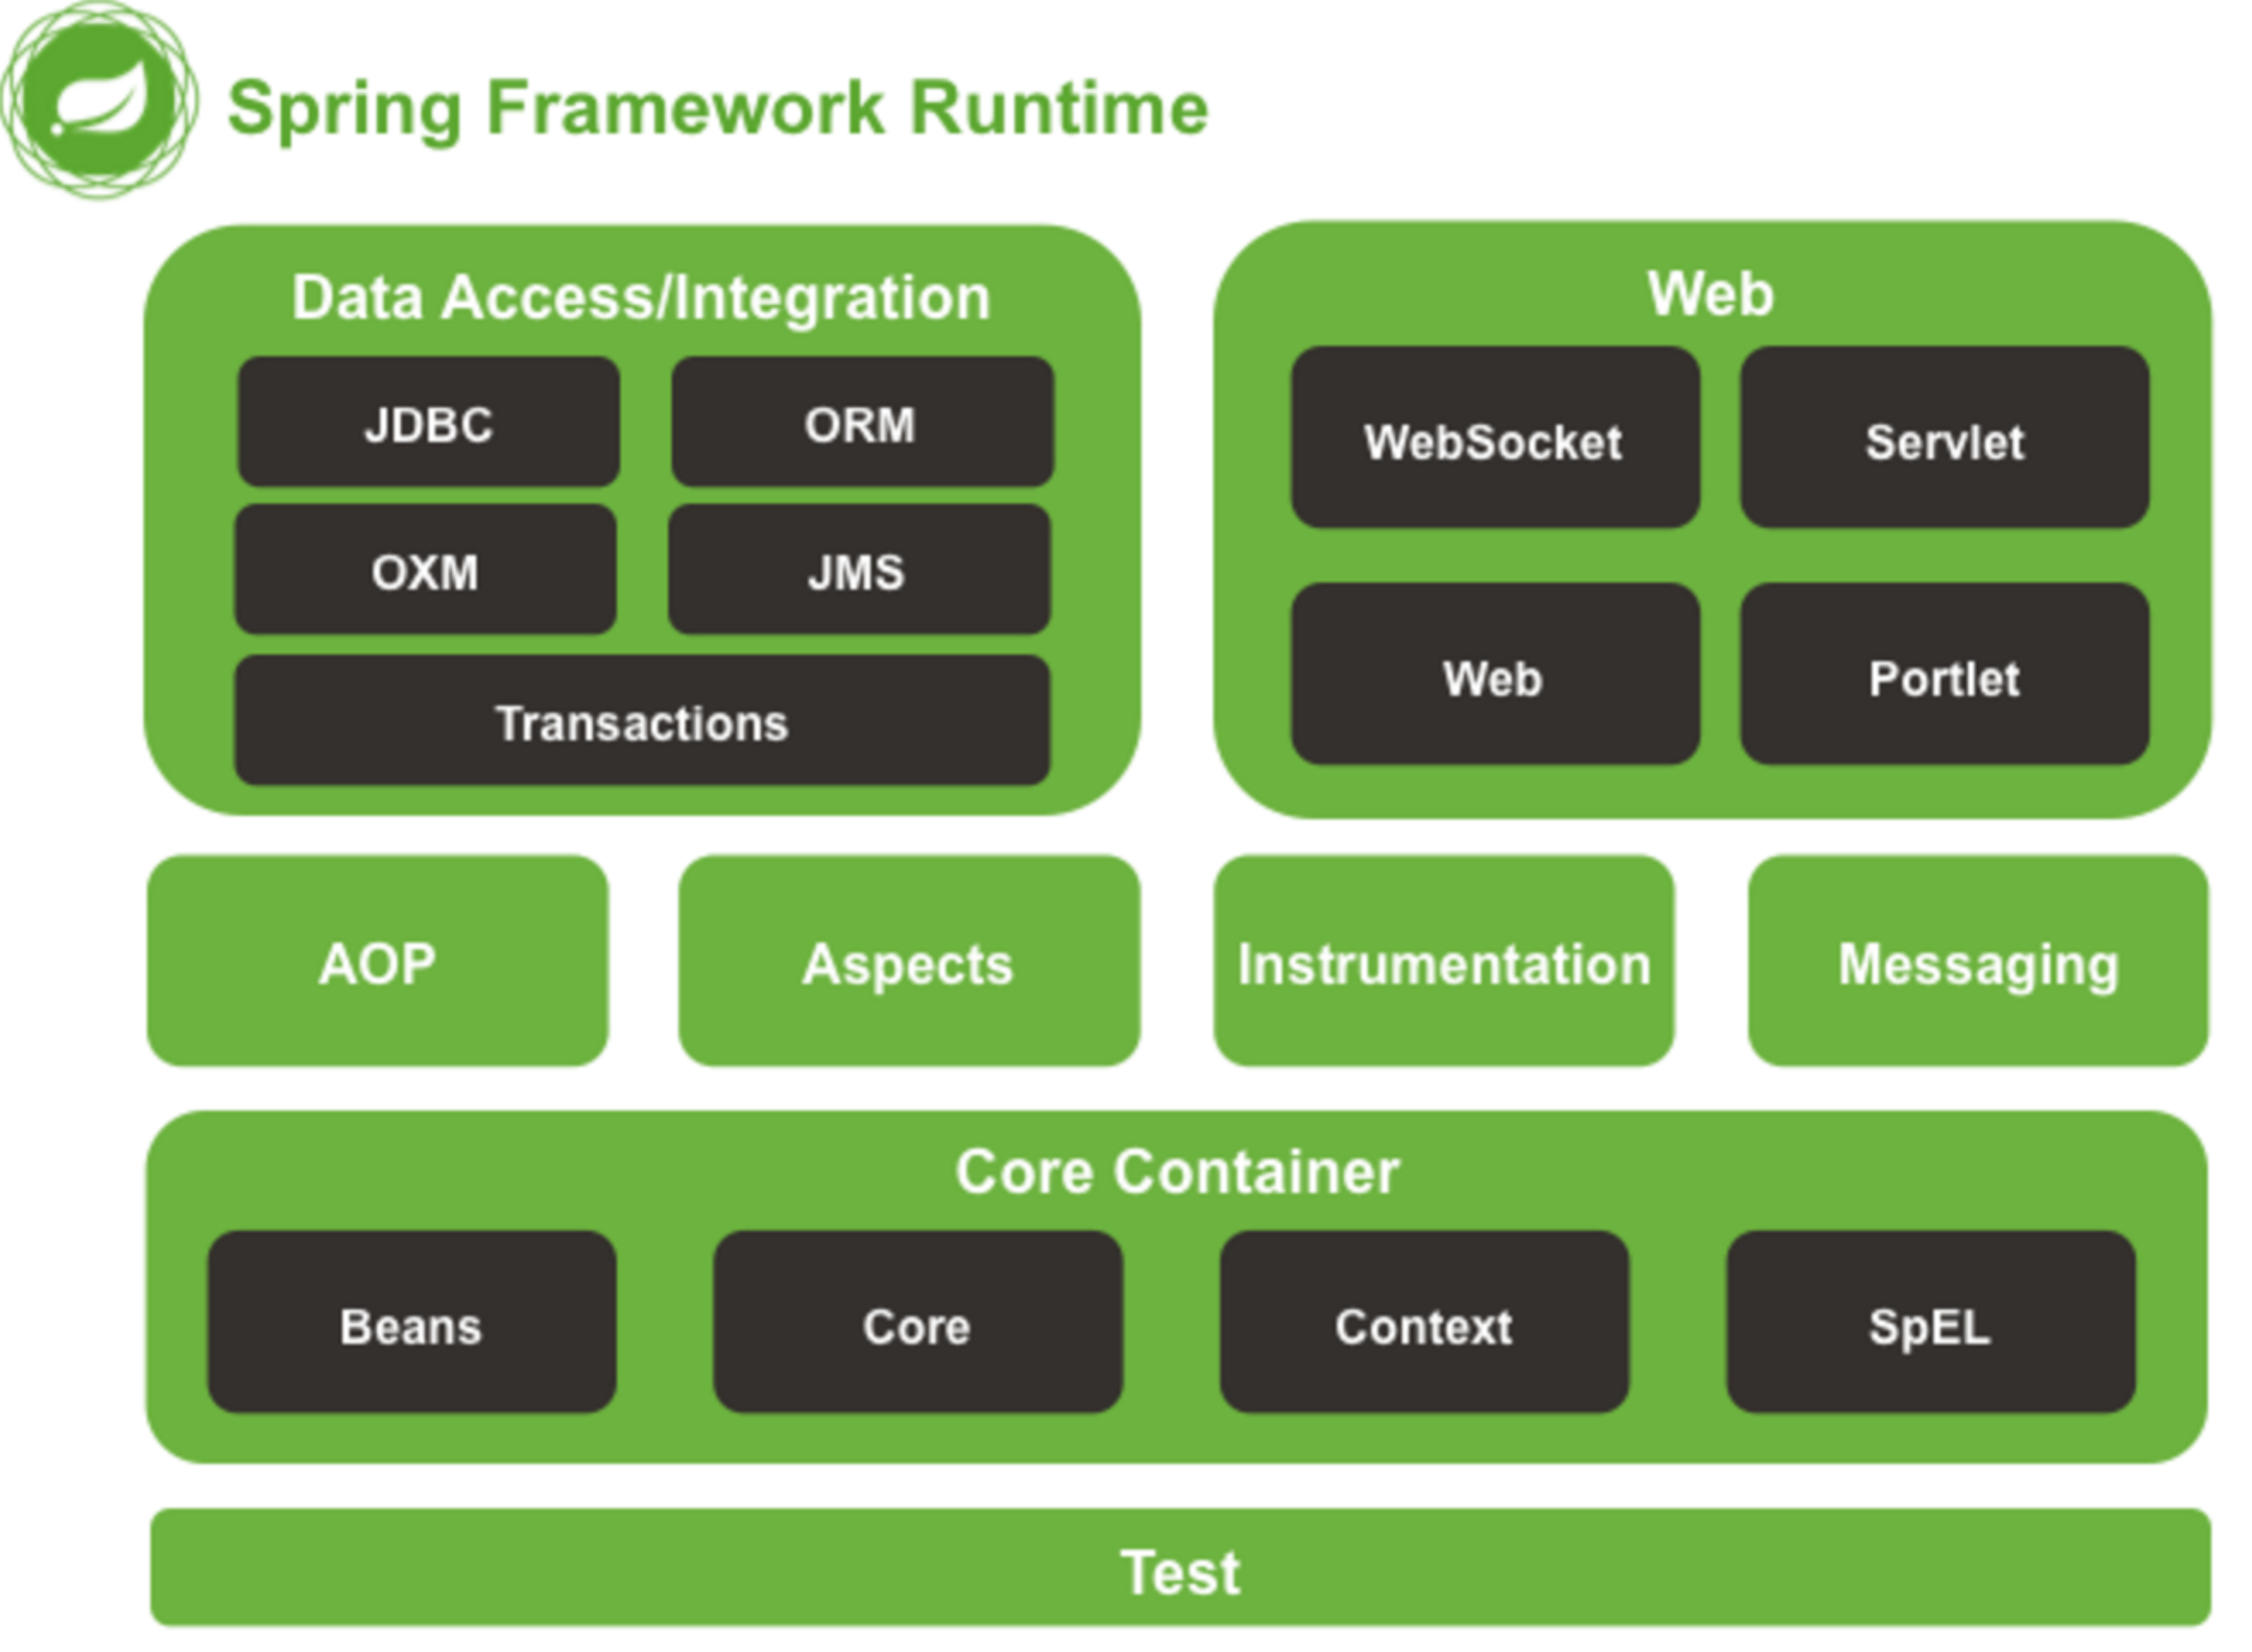 Spring Framework Runtime
Data Access/Integration
JDBC
ORM
OXM
JMS
Transactions
Web
WebSocket
Servlet
Web
Portlet
AOP
Aspects
Instrumentation
Messaging
Core Container
Beans
Core
Context
SpEL
Test